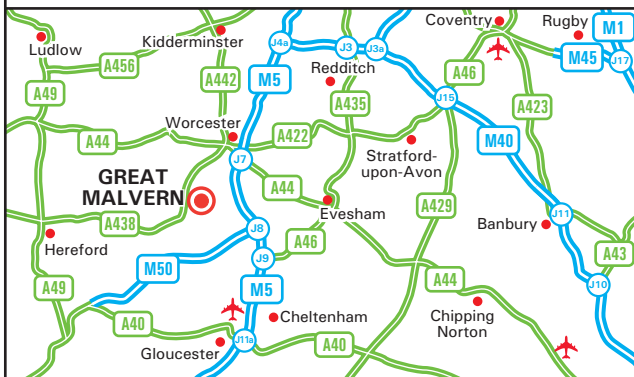 Coventry
Rugby
M1
Ludlow
Kidderminster
J4a
J3
J3a
M45
J17
A456
A442
M5
Redditch
A46
A49
A435
J15
A423
Worcester
A422
M40
A44
J7
Stratford-
upon-Avon
GREAT
MALVERN
A44
Evesham
A429
A438
J8
Banbury
J11
Hereford
A46
A43
J9
M50
A44
J10
A49
M5
Chipping
Norton
A40
Cheltenham
J11a
Gloucester
A40